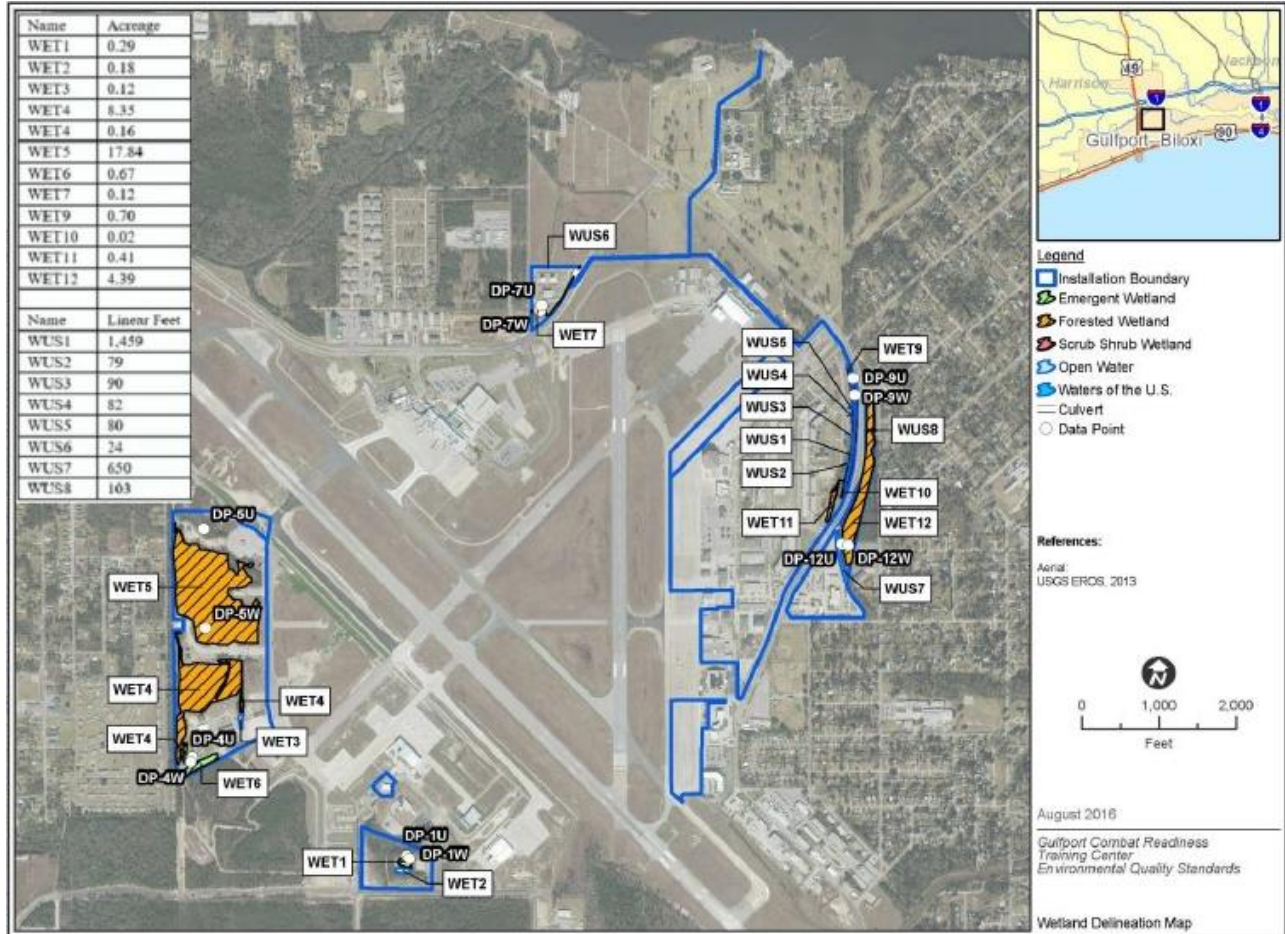 Name Acreage
WET1 0.29
WET2 0.18
WET3 0.12
WET4 8.35
WET4 0.16
WET5 17.84
WET6 0.67
WET7 0.12
WET9 0.70
WET10 0.02
WET11 0.41
WET12 4.39
Name Linear Feet
WUS1 1,459
WUS2 79
WUS3 90
WUS4 82
WUS5 80
WUS6 24
WUS7 650
WUS8 103
WUS6
DP-7U
DP-7W
WET7
WUS5
WET9
WUS4
DP-9U
DP-9W
WUS3
WUS8
WUS1
WUS2
WET10
WET11
WET12
DP-12U
DP-12W
WUS7
DP-5U
WET5
DP-5W
WET4
WET4
WET4
DP-4U
WET3
DP-4W
WET6
DP-1U
WET1
DP-1W
WET2
49
Jackson
Harrison
1
1
90
4
Gulfport--Biloxi
Legend
Installation Boundary
Emergent Wetland
Forested Wetland
Scrub Shrub Wetland
Open Water
Waters of the U.S.
Culvert
Data Point
References:
Aerial:
USGS EROS, 2013
N
0 1,000 2,000
Feet
August 2016
Gulfport Combat Readiness
Training Center
Environmental Quality Standards
Wetland Delineation Map